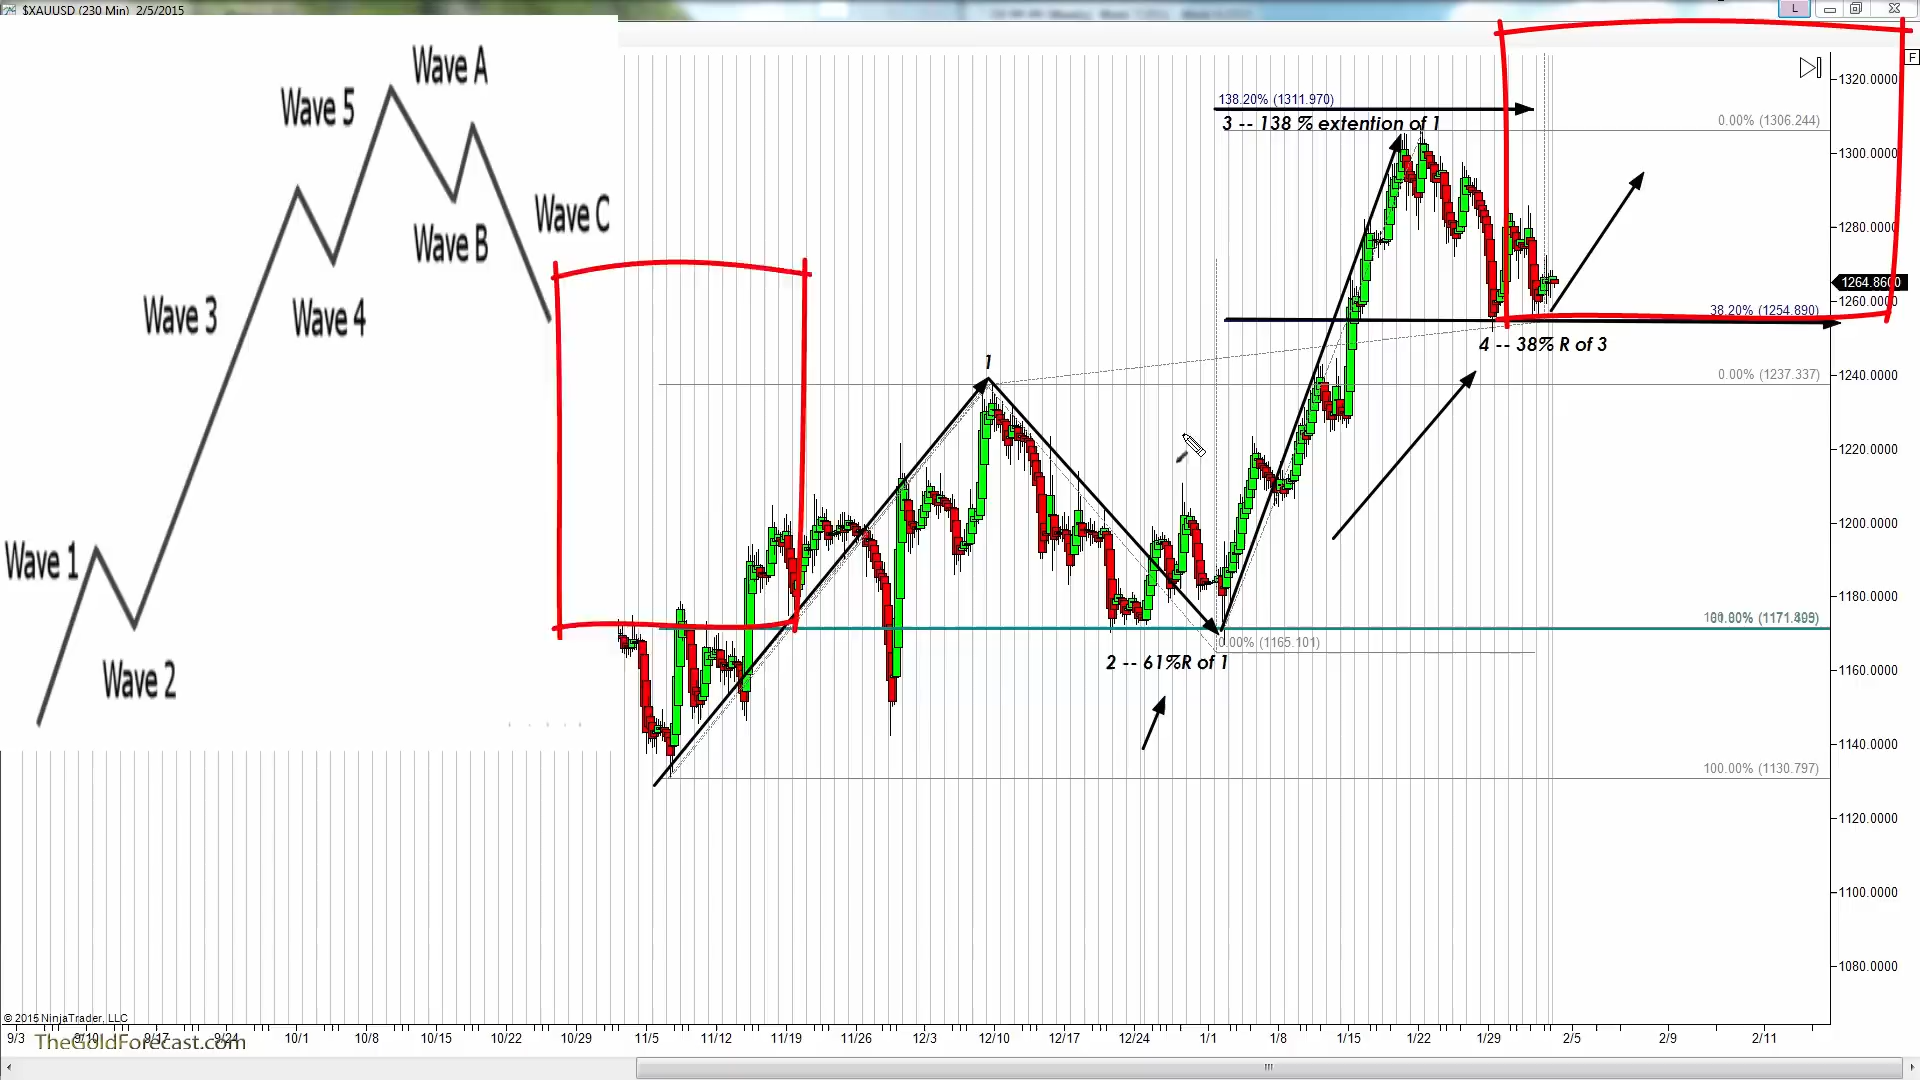 $XAUUSD (230 Min) 2/5/2015
L
F
Wave A
Wave 5
Wave C
Wave B
Wave 3
Wave 4
Wave 1
Wave 2
138.20% (1311.970)
3 -- 138 % extention of 1
0.00% (1306.244)
38.20% (1254.890)
4 -- 38% R of 3
1
0.00% (1237.337)
0.00% (1165.101)
2 -- 61%R of 1
100.00% (1130.797)
1320.0000
1300.0000
1280.0000
1264.8600
1260.0000
1240.0000
1220.0000
1200.0000
1180.0000
1160.0000
1140.0000
1120.0000
1100.0000
1080.0000
© 2015 NinjaTrader, LLC
9/3 9/10 9/17 9/24 10/1 10/8 10/15 10/22 10/29 11/5 11/12 11/19 11/26 12/3 12/10 12/17 12/24 1/1 1/8 1/15 1/22 1/29 2/5 2/9 2/11
TheGoldForecast.com